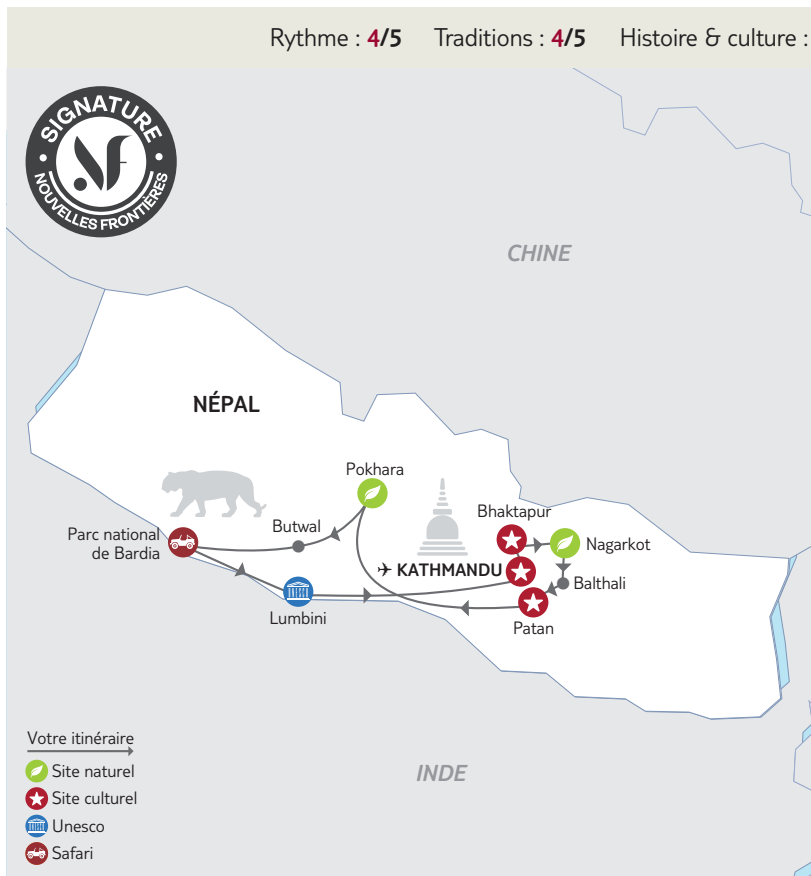 Rythme : 4/5 Traditions : 4/5 Histoire & culture :
SIGNATURE
NOUVELLES FRONTIÈRES
CHINE
NÉPAL
Pokhara
Bhaktapur
Parc national
de Bardia
Butwal
Nagarkot
KATHMANDU
Balthali
UNESCO
Lumbini
Patan
Votre itinéraire
INDE
Site naturel
Site culturel
Unesco
Safari